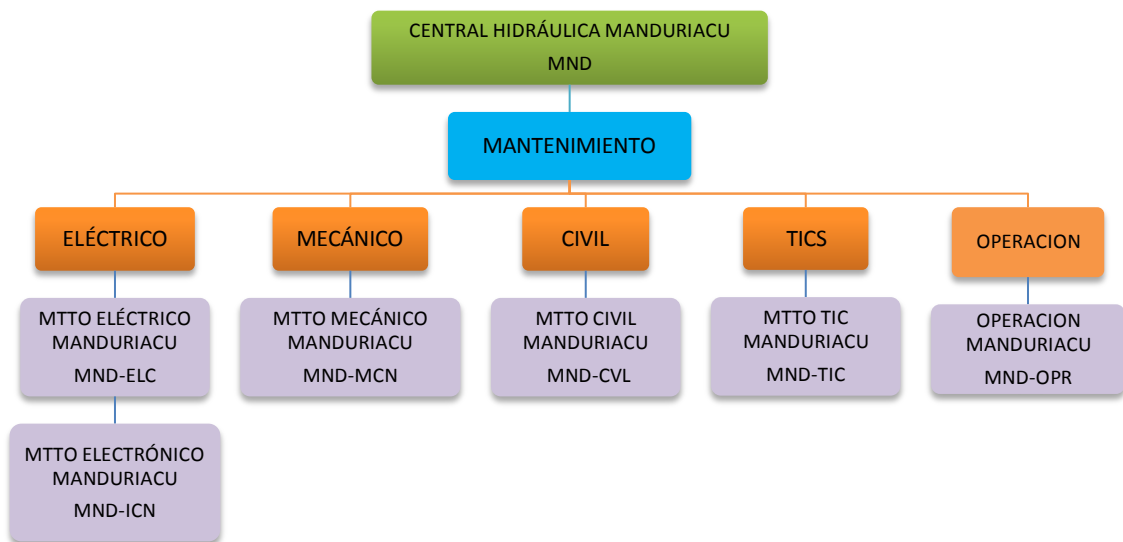 CENTRAL HIDRÁULICA MANDURIACU
MND
MANTENIMIENTO
ELÉCTRICO
MECÁNICO
CIVIL
TICS
OPERACION
MTTO ELÉCTRICO
MANDURIACU
MND-ELC
MTTO MECÁNICO
MANDURIACU
MND-MCN
MTTO CIVIL
MANDURIACU
MND-CVL
MTTO TIC
MANDURIACU
MND-TIC
OPERACION
MANDURIACU
MND-OPR
MTTO ELECTRÓNICO
MANDURIACU
MND-ICN